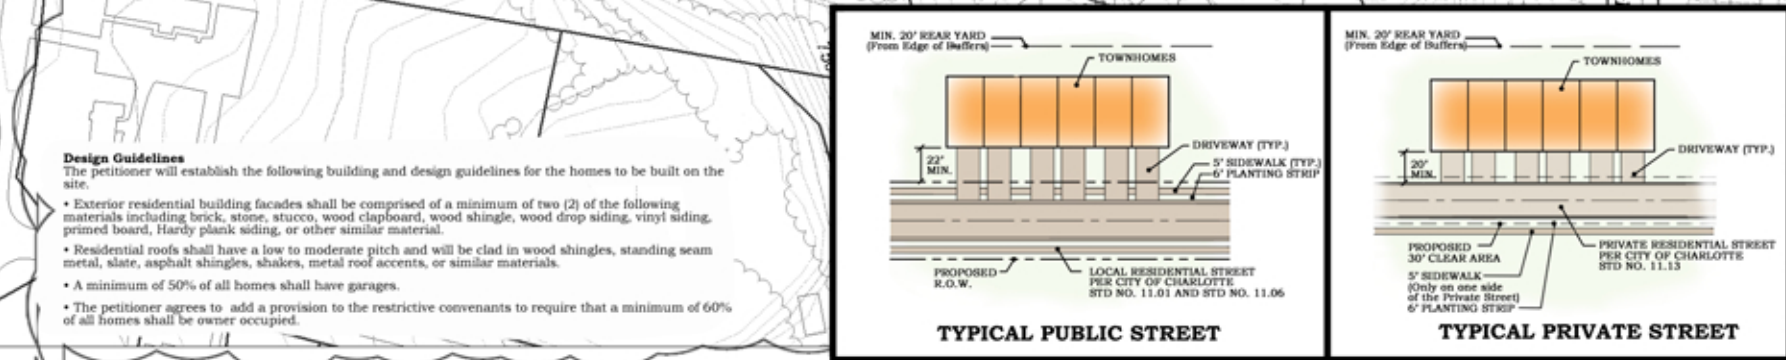 Design Guidelines
The petitioner will establish the following building and design guidelines for the homes to be built on the
site.
• Exterior residential building facades shall be comprised of a minimum of two (2) of the following
materials including brick, stone, stucco, wood clapboard, wood shingle, wood drop siding, vinyl siding,
primed board, Hardy plank siding, or other similar material.
• Residential roofs shall have a low to moderate pitch and will be clad in wood shingles, standing seam
metal, slate, asphalt shingles, shakes, metal roof accents, or similar materials.
• A minimum of 50% of all homes shall have garages.
• The petitioner agrees to add a provision to the restrictive convenants to require that a minimum of 60%
of all homes shall be owner occupied.
MIN. 20' REAR YARD
(From Edge of Buffers)
TOWNHOMES
DRIVEWAY (TYP.)
22'
MIN.
5' SIDEWALK (TYP.)
6' PLANTING STRIP
PROPOSED
R.O.W.
LOCAL RESIDENTIAL STREET
PER CITY OF CHARLOTTE
STD NO. 11.01 AND STD NO. 11.06
TYPICAL PUBLIC STREET
MIN. 20' REAR YARD
(From Edge of Buffers)
TOWNHOMES
DRIVEWAY (TYP.)
20'
MIN.
PROPOSED
30' CLEAR AREA
PRIVATE RESIDENTIAL STREET
PER CITY OF CHARLOTTE
STD NO. 11.13
5' SIDEWALK
(Only on one side
of the Private Street)
6' PLANTING STRIP
TYPICAL PRIVATE STREET